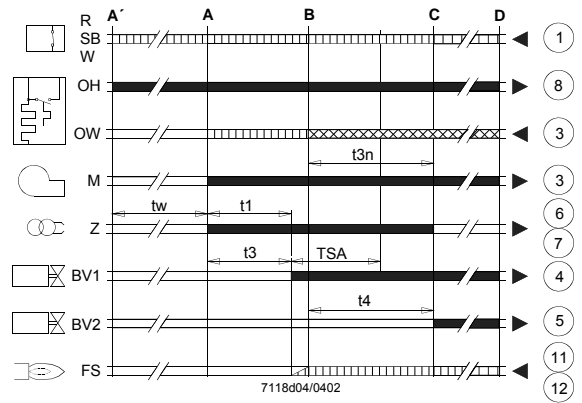 R A´ A B C D
SB 1
W
OH 8
OW 3
t3n
M 3
tw t1 6
Z 7
t3 TSA
BV1 4
t4
BV2 5
FS 11
7118d04/0402 12